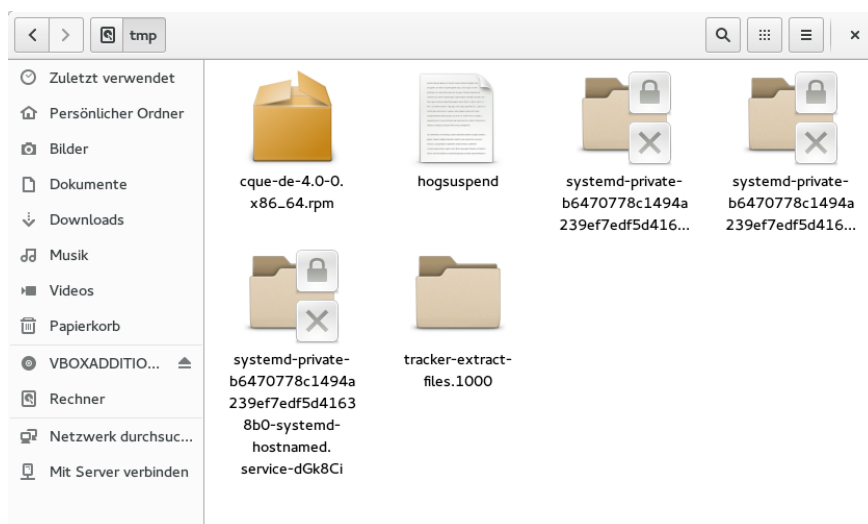 tmp
Zuletzt verwendet
Persönlicher Ordner
Bilder
Dokumente
Downloads
Musik
Videos
Papierkorb
VBOXADDITIO...
Rechner
Netzwerk durchsuc...
Mit Server verbinden
cque-de-4.0-0.
x86_64.rpm
hogsuspend
systemd-private-
b6470778c1494a
239ef7edf5d416...
systemd-private-
b6470778c1494a
239ef7edf5d416...
systemd-private-
b6470778c1494a
239ef7edf5d4163
8b0-systemd-
hostnamed.
service-dGk8Ci
tracker-extract-
files.1000